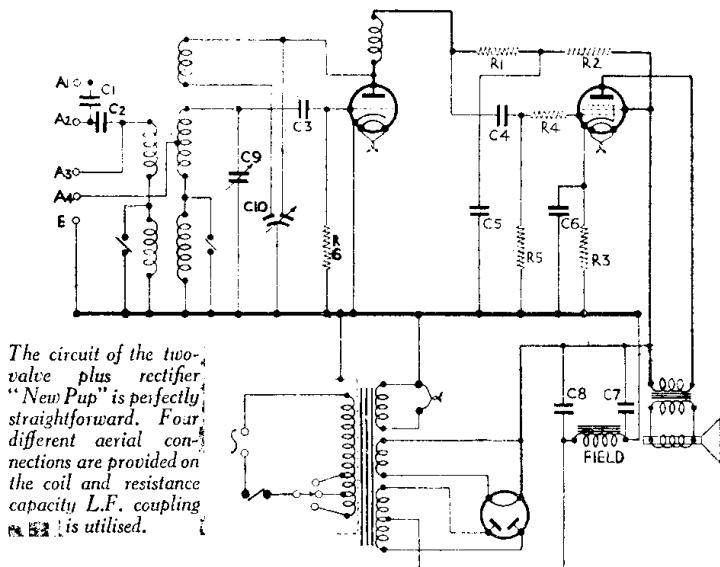 A1
C1
A2
C2
A3
A4
E
C9
C10
C3
R6
R1
R2
C4
R4
C5
R5
C6
R3
C8
C7
FIELD
The circuit of the two-
valve plus rectifier
"New Pup" is perfectly
straightforward. Four
different aerial con-
nections are provided on
the coil and resistance
capacity L.F. coupling
is utilised.